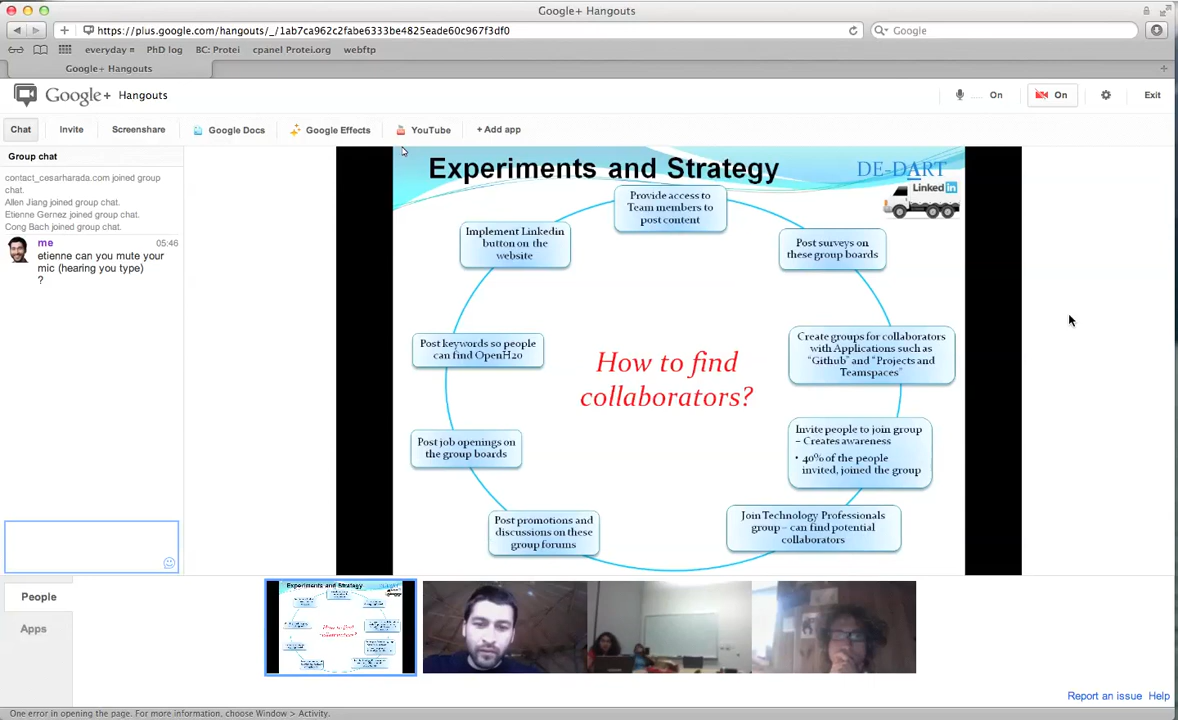 Google+ Hangouts
https://plus.google.com/hangouts/_/1ab7ca962c2fabe6333be4825eade60c967f3df0
Google
everyday
PhD log
BC: Protei
cpanel Protei.org
webftp
Google+ Hangouts
Google+ Hangouts
On
On
Exit
Chat
Invite
Screenshare
Google Docs
Google Effects
YouTube
+ Add app
Group chat
contact_cesarharada.com joined group
chat.
Allen Jiang joined group chat.
Etienne Gernez joined group chat.
Cong Bach joined group chat.
me 05:46
etienne can you mute your
mic (hearing you type)
?
Experiments and Strategy
DE-DART
Linked in
Provide access to
Team members to
post content
Post surveys on
these group boards
Create groups for collaborators
with Applications such as
“Github” and “Projects and
Teamspaces”
Invite people to join group
– Creates awareness
• 40% of the people
invited, joined the group
Join Technology Professionals
group – can find potential
collaborators
Post promotions and
discussions on these
group forums
Post job openings on
the group boards
Post keywords so people
can find OpenH20
Implement Linkedin
button on the
website
How to find
collaborators?
People
Apps
Experiments and Strategy
How to find
collaborators?
Report an issue Help
One error in opening the page. For more information, choose Window > Activity.